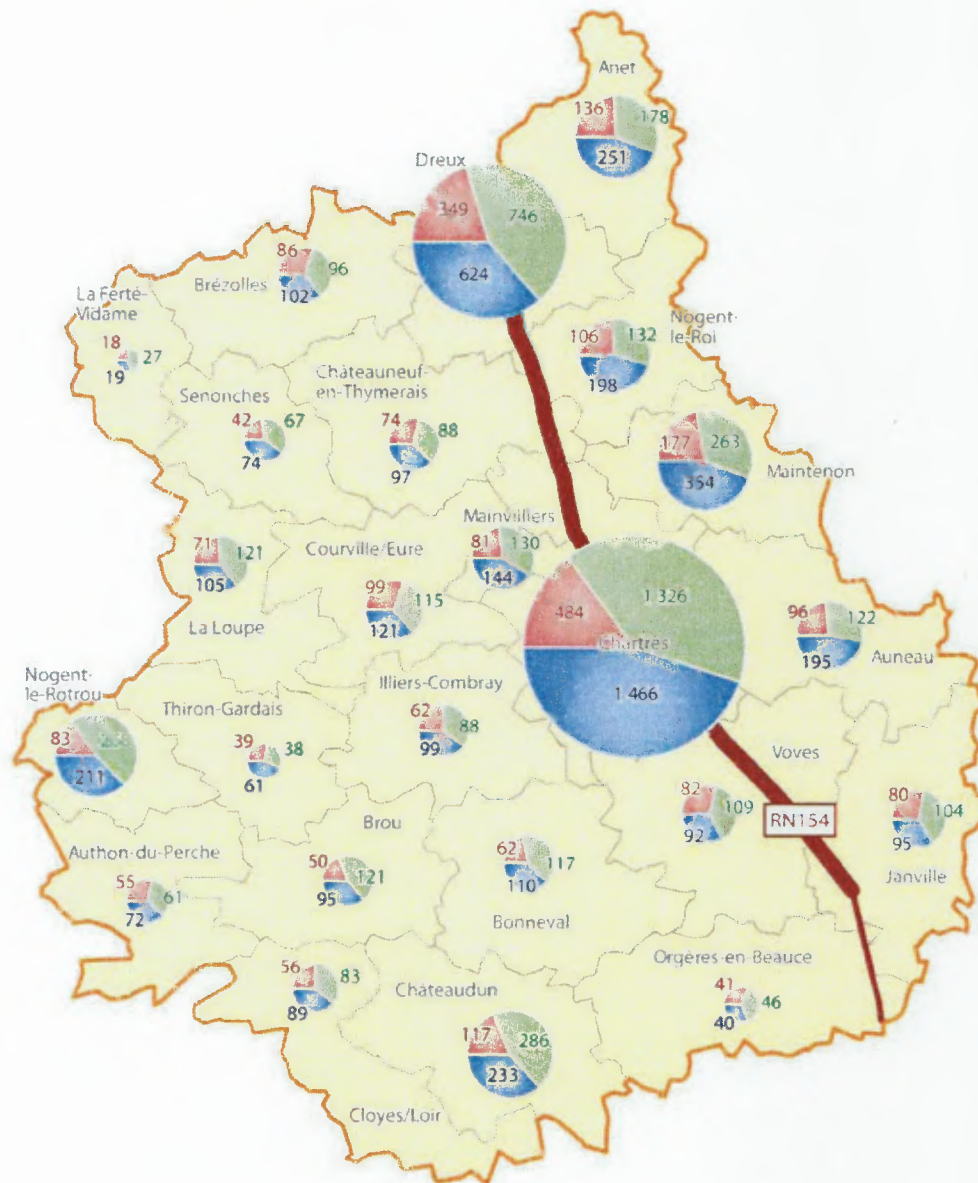 Anet
136 178
251
Dreux
349 746
624
86 96
Brézolles
102
La Ferté-
Vidame
18 27
19
Nogent-
le-Roi
106 132
198
Châteauneuf-
en-Thymerais
74 88
97
Senonches
42 67
74
177 263
354
Maintenon
Mainvilliers
81 130
144
Courville/Eure
99 115
121
71 121
105
La Loupe
1 326
484
Chartres
1 466
96 122
195
Auneau
Nogent-
le-Rotrou
83
211
Thiron-Gardais
39 38
61
Illiers-Combray
62 88
99
Voves
82 109
92
RN154
80 104
95
Janville
Brou
50 121
95
Authon-du-Perche
55 61
72
62 117
110
Bonneval
Orgères-en-Beauce
41 46
40
56 83
89
Châteaudun
117 286
233
Cloyes/Loir